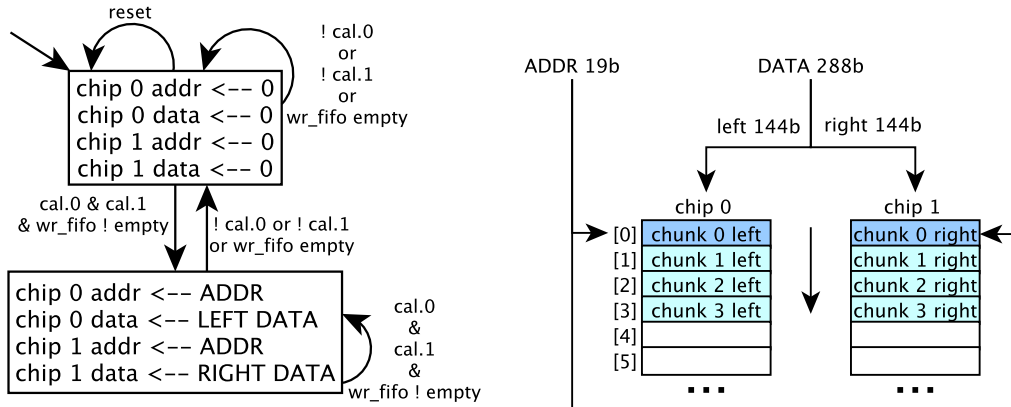 reset
! cal.0
or
! cal.1
or
wr_fifo empty
chip 0 addr <-- 0
chip 0 data <-- 0
chip 1 addr <-- 0
chip 1 data <-- 0
cal.0 & cal.1
& wr_fifo ! empty
! cal.0 or ! cal.1
or wr_fifo empty
chip 0 addr <-- ADDR
chip 0 data <-- LEFT DATA
chip 1 addr <-- ADDR
chip 1 data <-- RIGHT DATA
cal.0
&
cal.1
&
wr_fifo ! empty
ADDR 19b
DATA 288b
left 144b
right 144b
chip 0
chip 1
[0] chunk 0 left
chunk 0 right
[1] chunk 1 left
chunk 1 right
[2] chunk 2 left
chunk 2 right
[3] chunk 3 left
chunk 3 right
[4]
[5]
...
...